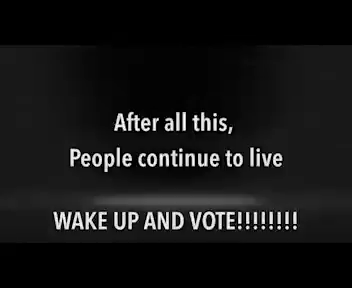 After all this,
People continue to live
WAKE UP AND VOTE!!!!!!!!